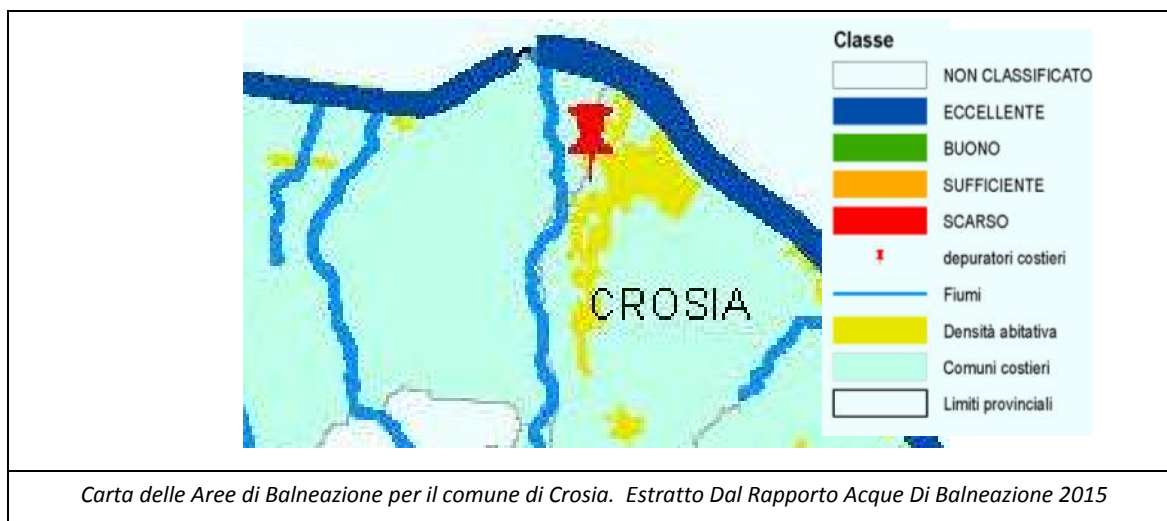 Classe
NON CLASSIFICATO
ECCELLENTE
BUONO
SUFFICIENTE
SCARSO
depuratori costieri
Fiumi
Densità abitativa
Comuni costieri
Limiti provinciali
CROSIA
Carta delle Aree di Balneazione per il comune di Crosia. Estratto Dal Rapporto Acque Di Balneazione 2015